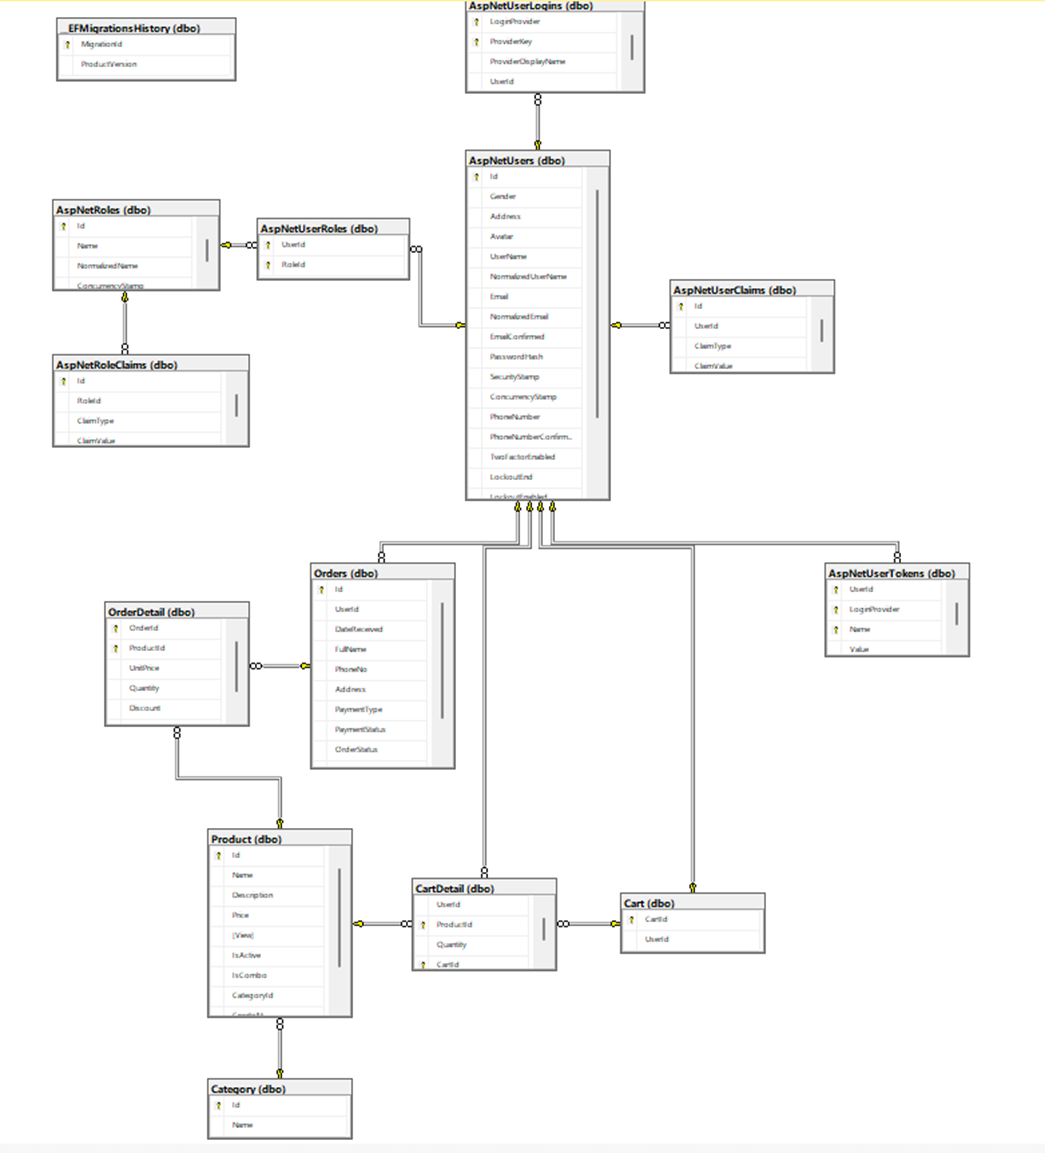 __EFMigrationsHistory (dbo)
MigrationId
ProductVersion
AspNetUserLogins (dbo)
LoginProvider
ProviderKey
ProviderDisplayName
UserId
AspNetUsers (dbo)
Id
Gender
Address
Avatar
UserName
NormalizedUserName
Email
NormalizedEmail
EmailConfirmed
PasswordHash
SecurityStamp
ConcurrencyStamp
PhoneNumber
PhoneNumberConfirm...
TwoFactorEnabled
LockoutEnd
LockoutEnabled
AspNetRoles (dbo)
Id
Name
NormalizedName
ConcurrencyStamp
AspNetUserRoles (dbo)
UserId
RoleId
AspNetUserClaims (dbo)
Id
UserId
ClaimType
ClaimValue
AspNetRoleClaims (dbo)
Id
RoleId
ClaimType
ClaimValue
Orders (dbo)
Id
UserId
DateReceived
FullName
PhoneNo
Address
PaymentType
PaymentStatus
OrderStatus
AspNetUserTokens (dbo)
UserId
LoginProvider
Name
Value
OrderDetail (dbo)
OrderId
ProductId
UnitPrice
Quantity
Discount
Product (dbo)
Id
Name
Description
Price
[View]
IsActive
IsCombo
CategoryId
CreateAt
CartDetail (dbo)
UserId
ProductId
Quantity
CartId
Cart (dbo)
CartId
UserId
Category (dbo)
Id
Name